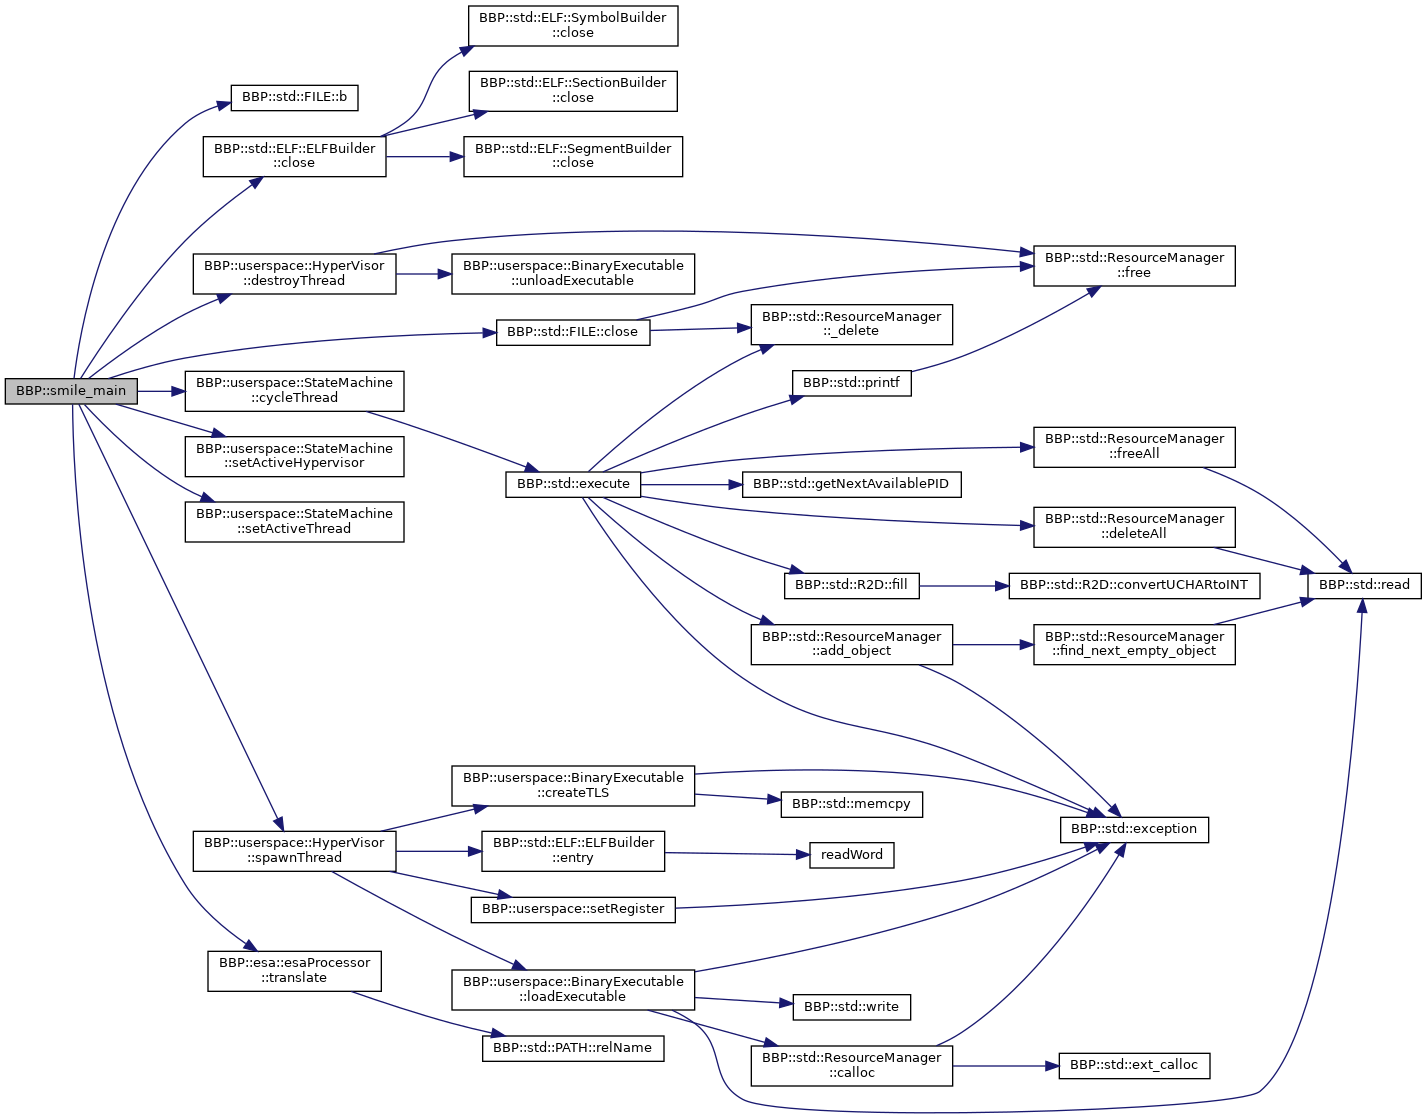 BBP::smile_main
BBP::std::FILE::b
BBP::std::ELF::ELFBuilder
::close
BBP::std::ELF::SymbolBuilder
::close
BBP::std::ELF::SectionBuilder
::close
BBP::std::ELF::SegmentBuilder
::close
BBP::userspace::HyperVisor
::destroyThread
BBP::userspace::BinaryExecutable
::unloadExecutable
BBP::std::ResourceManager
::free
BBP::std::FILE::close
BBP::std::ResourceManager
::_delete
BBP::userspace::StateMachine
::cycleThread
BBP::std::printf
BBP::userspace::StateMachine
::setActiveHypervisor
BBP::userspace::StateMachine
::setActiveThread
BBP::std::execute
BBP::std::ResourceManager
::freeAll
BBP::std::getNextAvailablePID
BBP::std::ResourceManager
::deleteAll
BBP::std::R2D::fill
BBP::std::R2D::convertUCHARtoINT
BBP::std::read
BBP::std::ResourceManager
::add_object
BBP::std::ResourceManager
::find_next_empty_object
BBP::userspace::HyperVisor
::spawnThread
BBP::userspace::BinaryExecutable
::createTLS
BBP::std::memcpy
BBP::std::exception
BBP::std::ELF::ELFBuilder
::entry
readWord
BBP::userspace::setRegister
BBP::userspace::BinaryExecutable
::loadExecutable
BBP::std::write
BBP::std::ResourceManager
::calloc
BBP::std::ext_calloc
BBP::esa::esaProcessor
::translate
BBP::std::PATH::relName